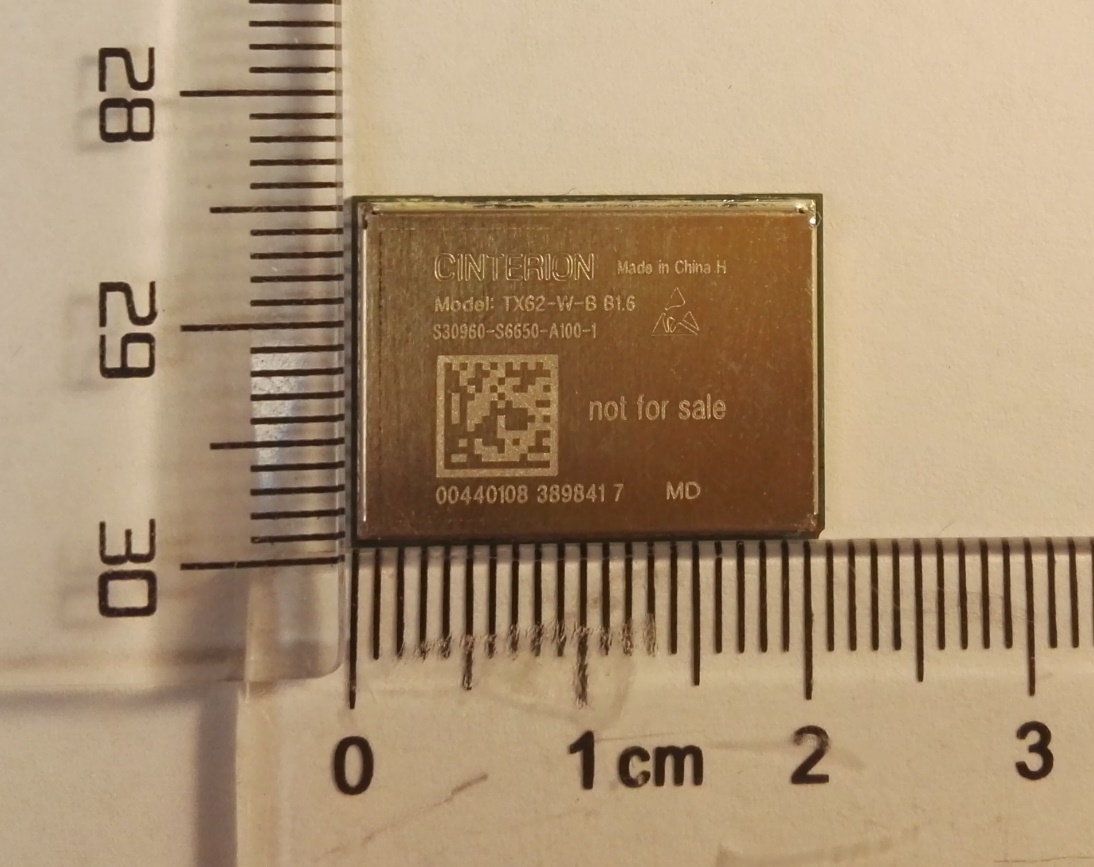 28
29
30
CINTERION Made in China H
Model: TX62-W-B B1.6
S30960-S6650-A100-1
not for sale
00440108 389841 7 MD
0 1 cm 2 3